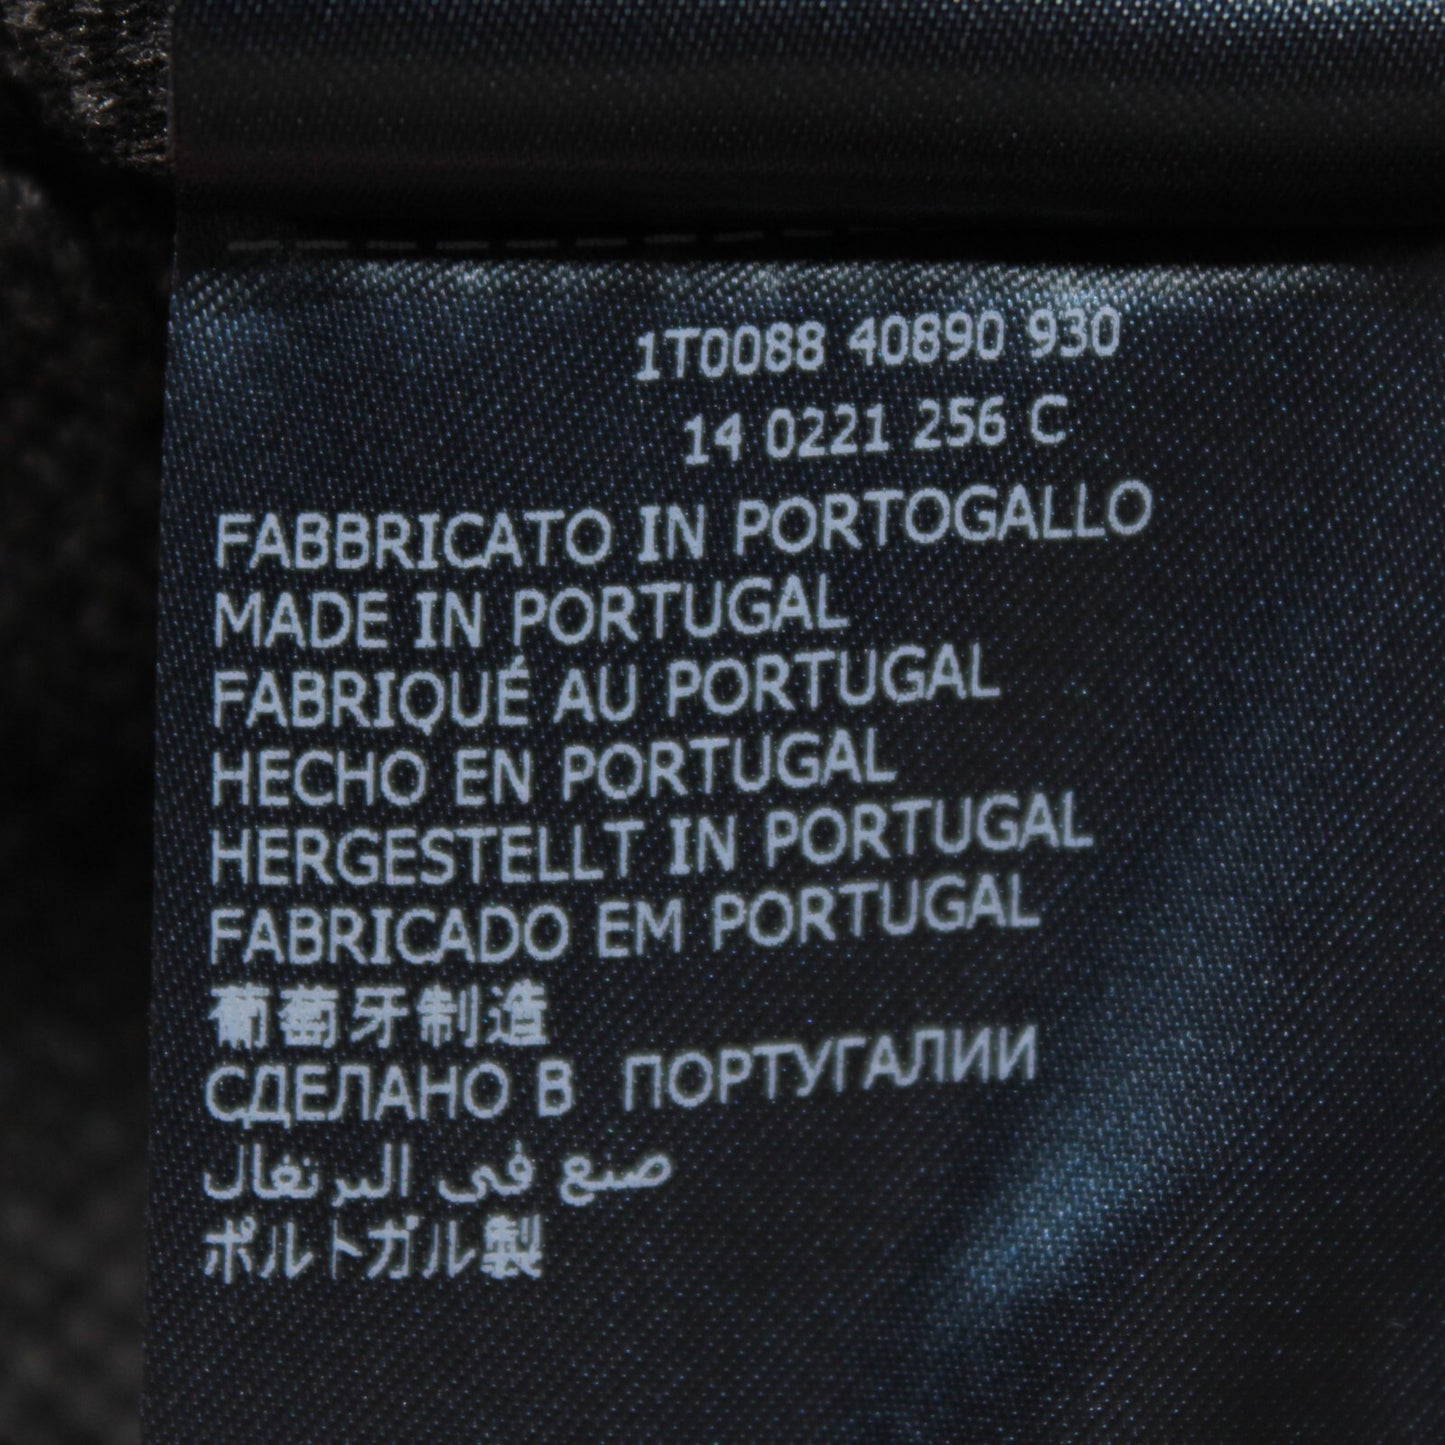 1T0088 40890 930
14 0221 256 C
FABBRICATO IN PORTOGALLO
MADE IN PORTUGAL
FABRIQUÉ AU PORTUGAL
HECHO EN PORTUGAL
HERGESTELLT IN PORTUGAL
FABRICADO EM PORTUGAL
葡萄牙制造
СДЕЛАНО В ПОРТУГАЛИИ
صنع فى البرتغال
ポルトガル製